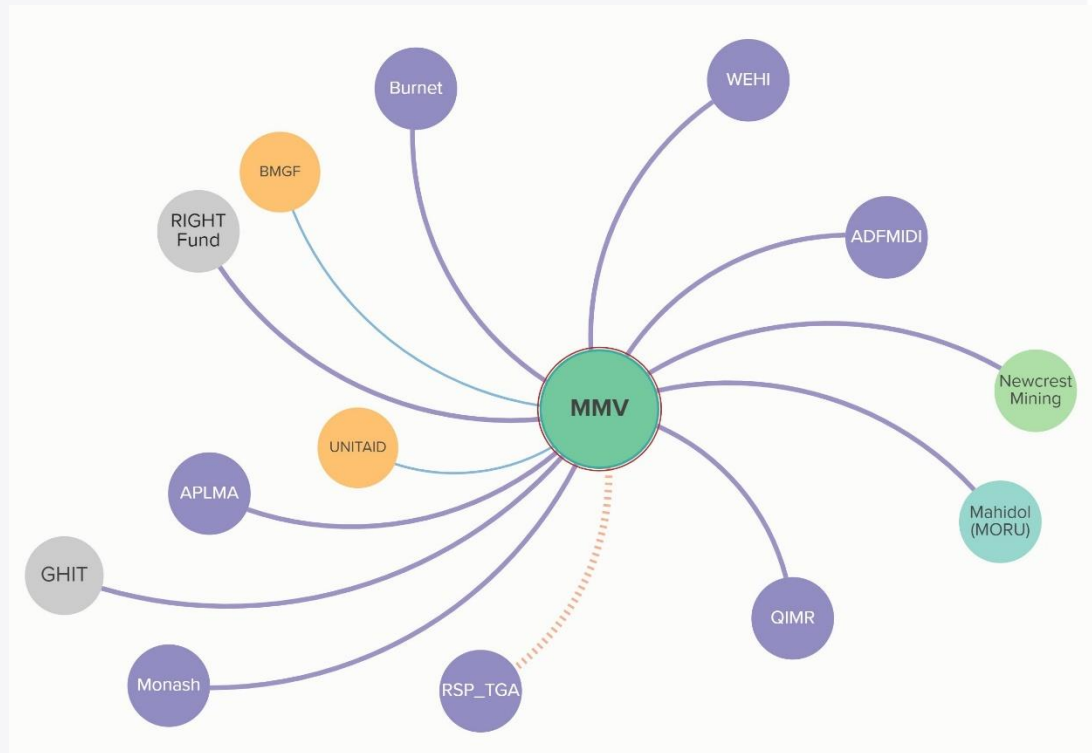 Burnet
WEHI
BMGF
RIGHT
Fund
ADFMIDI
MMV
Newcrest
Mining
UNITAID
APLMA
Mahidol
(MORU)
GHIT
QIMR
Monash
RSP_TGA